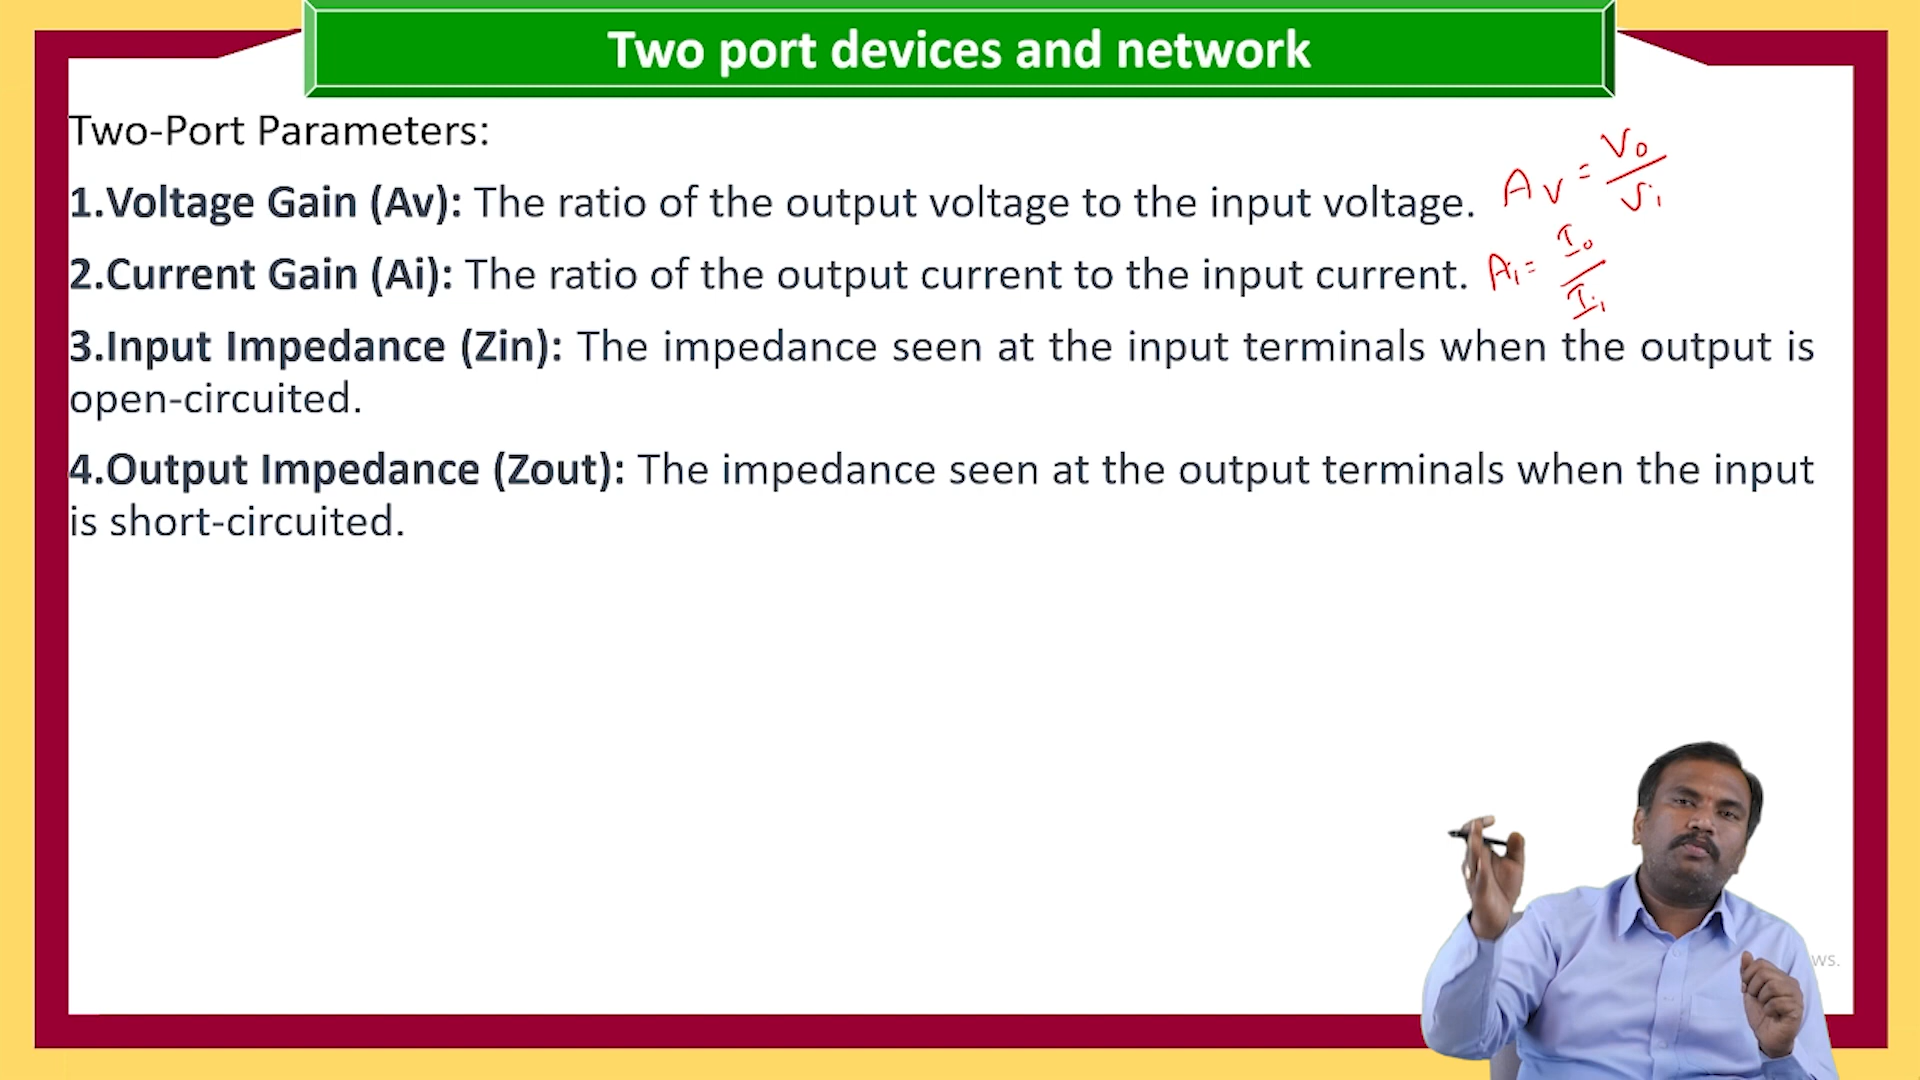 Two port devices and network
Two-Port Parameters:
1.Voltage Gain (Av): The ratio of the output voltage to the input voltage. Av = Vo/Vi
2.Current Gain (Ai): The ratio of the output current to the input current. Ai = Io/Ii
3.Input Impedance (Zin): The impedance seen at the input terminals when the output is
open-circuited.
4.Output Impedance (Zout): The impedance seen at the output terminals when the input
is short-circuited.
ws.